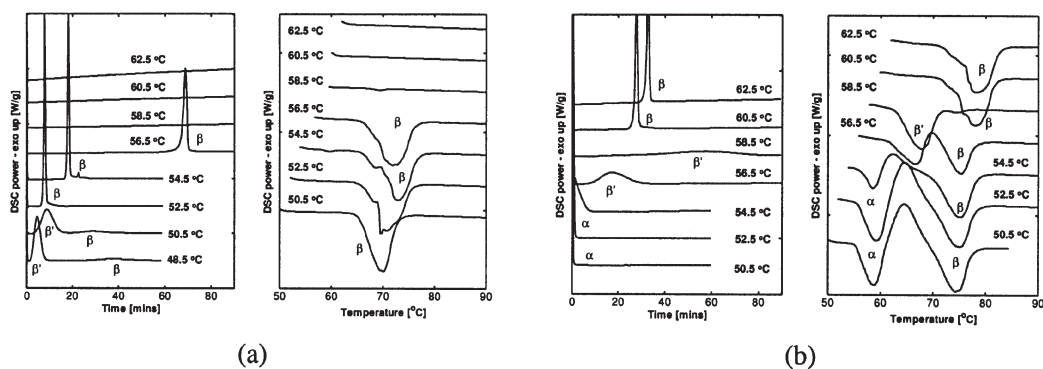 DSC power - exo up [W/g]
62.5 °C
60.5 °C
58.5 °C
56.5 °C
β
β
54.5 °C
β
52.5 °C
β'
β
50.5 °C
β'
β
48.5 °C
0 20 40 60 80
Time [mins]
DSC power - exo up [W/g]
62.5 °C
60.5 °C
58.5 °C
56.5 °C
β
54.5 °C
52.5 °C
β
50.5 °C
β
50 60 70 80 90
Temperature [°C]
(a)
DSC power - exo up [W/g]
β
62.5 °C
β
60.5 °C
58.5 °C
β'
56.5 °C
β'
54.5 °C
α
52.5 °C
α
50.5 °C
0 20 40 60 80
Time [mins]
DSC power - exo up [W/g]
62.5 °C
60.5 °C
β
58.5 °C
56.5 °C
β'
β
54.5 °C
α
β
52.5 °C
β
50.5 °C
α
β
50 60 70 80 90
Temperature [°C]
(b)